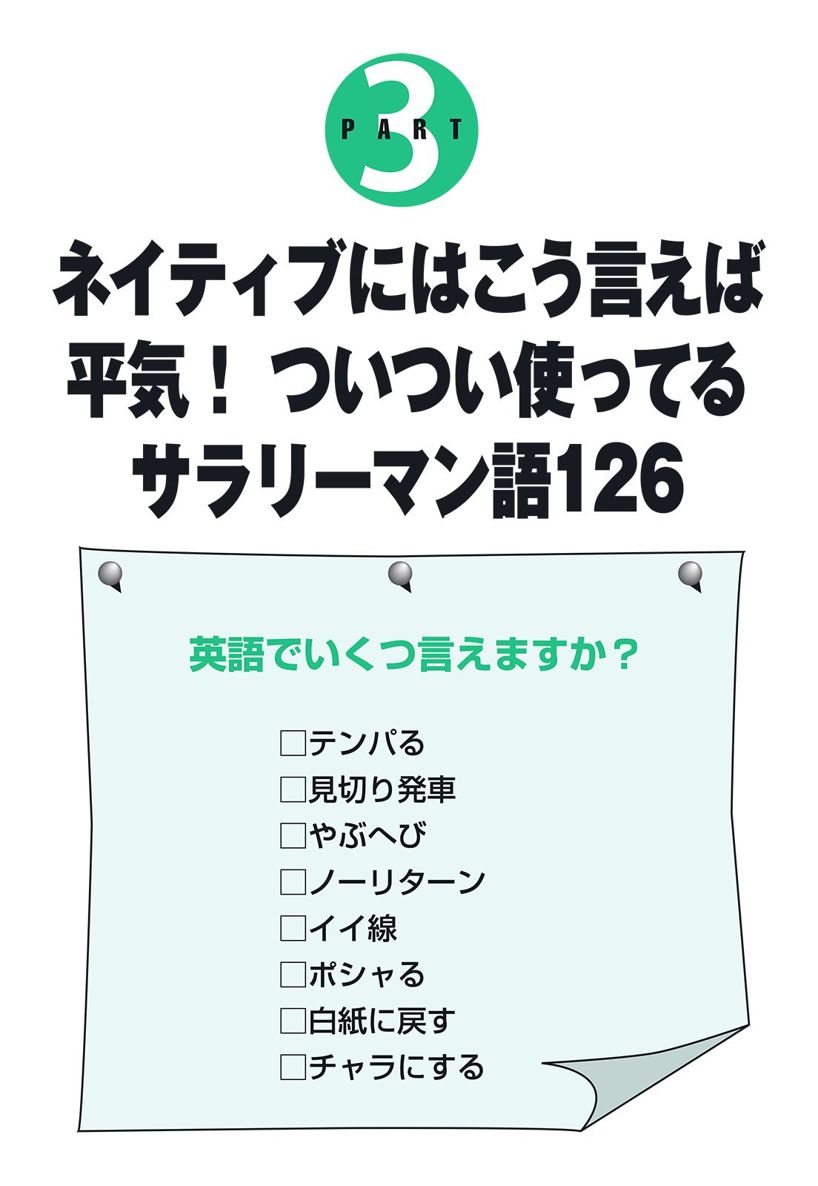 PART 3
ネイティブにはこう言えば
平気！ ついつい使ってる
サラリーマン語126
英語でいくつ言えますか？
□テンパる
□見切り発車
□やぶへび
□ノーリターン
□イイ線
□ポシャる
□白紙に戻す
□チャラにする